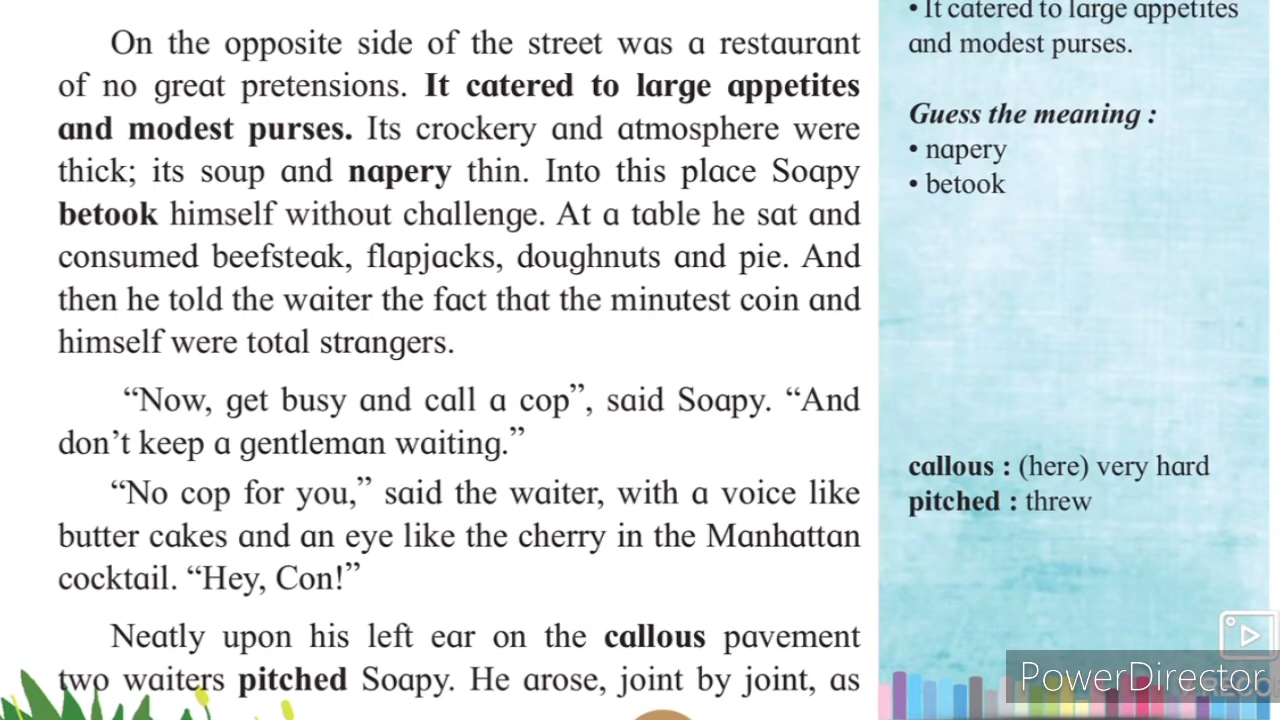 On the opposite side of the street was a restaurant
of no great pretensions. It catered to large appetites
and modest purses. Its crockery and atmosphere were
thick; its soup and napery thin. Into this place Soapy
betook himself without challenge. At a table he sat and
consumed beefsteak, flapjacks, doughnuts and pie. And
then he told the waiter the fact that the minutest coin and
himself were total strangers.
“Now, get busy and call a cop”, said Soapy. “And
don’t keep a gentleman waiting.”
“No cop for you,” said the waiter, with a voice like
butter cakes and an eye like the cherry in the Manhattan
cocktail. “Hey, Con!”
Neatly upon his left ear on the callous pavement
two waiters pitched Soapy. He arose, joint by joint, as
• It catered to large appetites
and modest purses.
Guess the meaning :
• napery
• betook
callous : (here) very hard
pitched : threw
PowerDirector